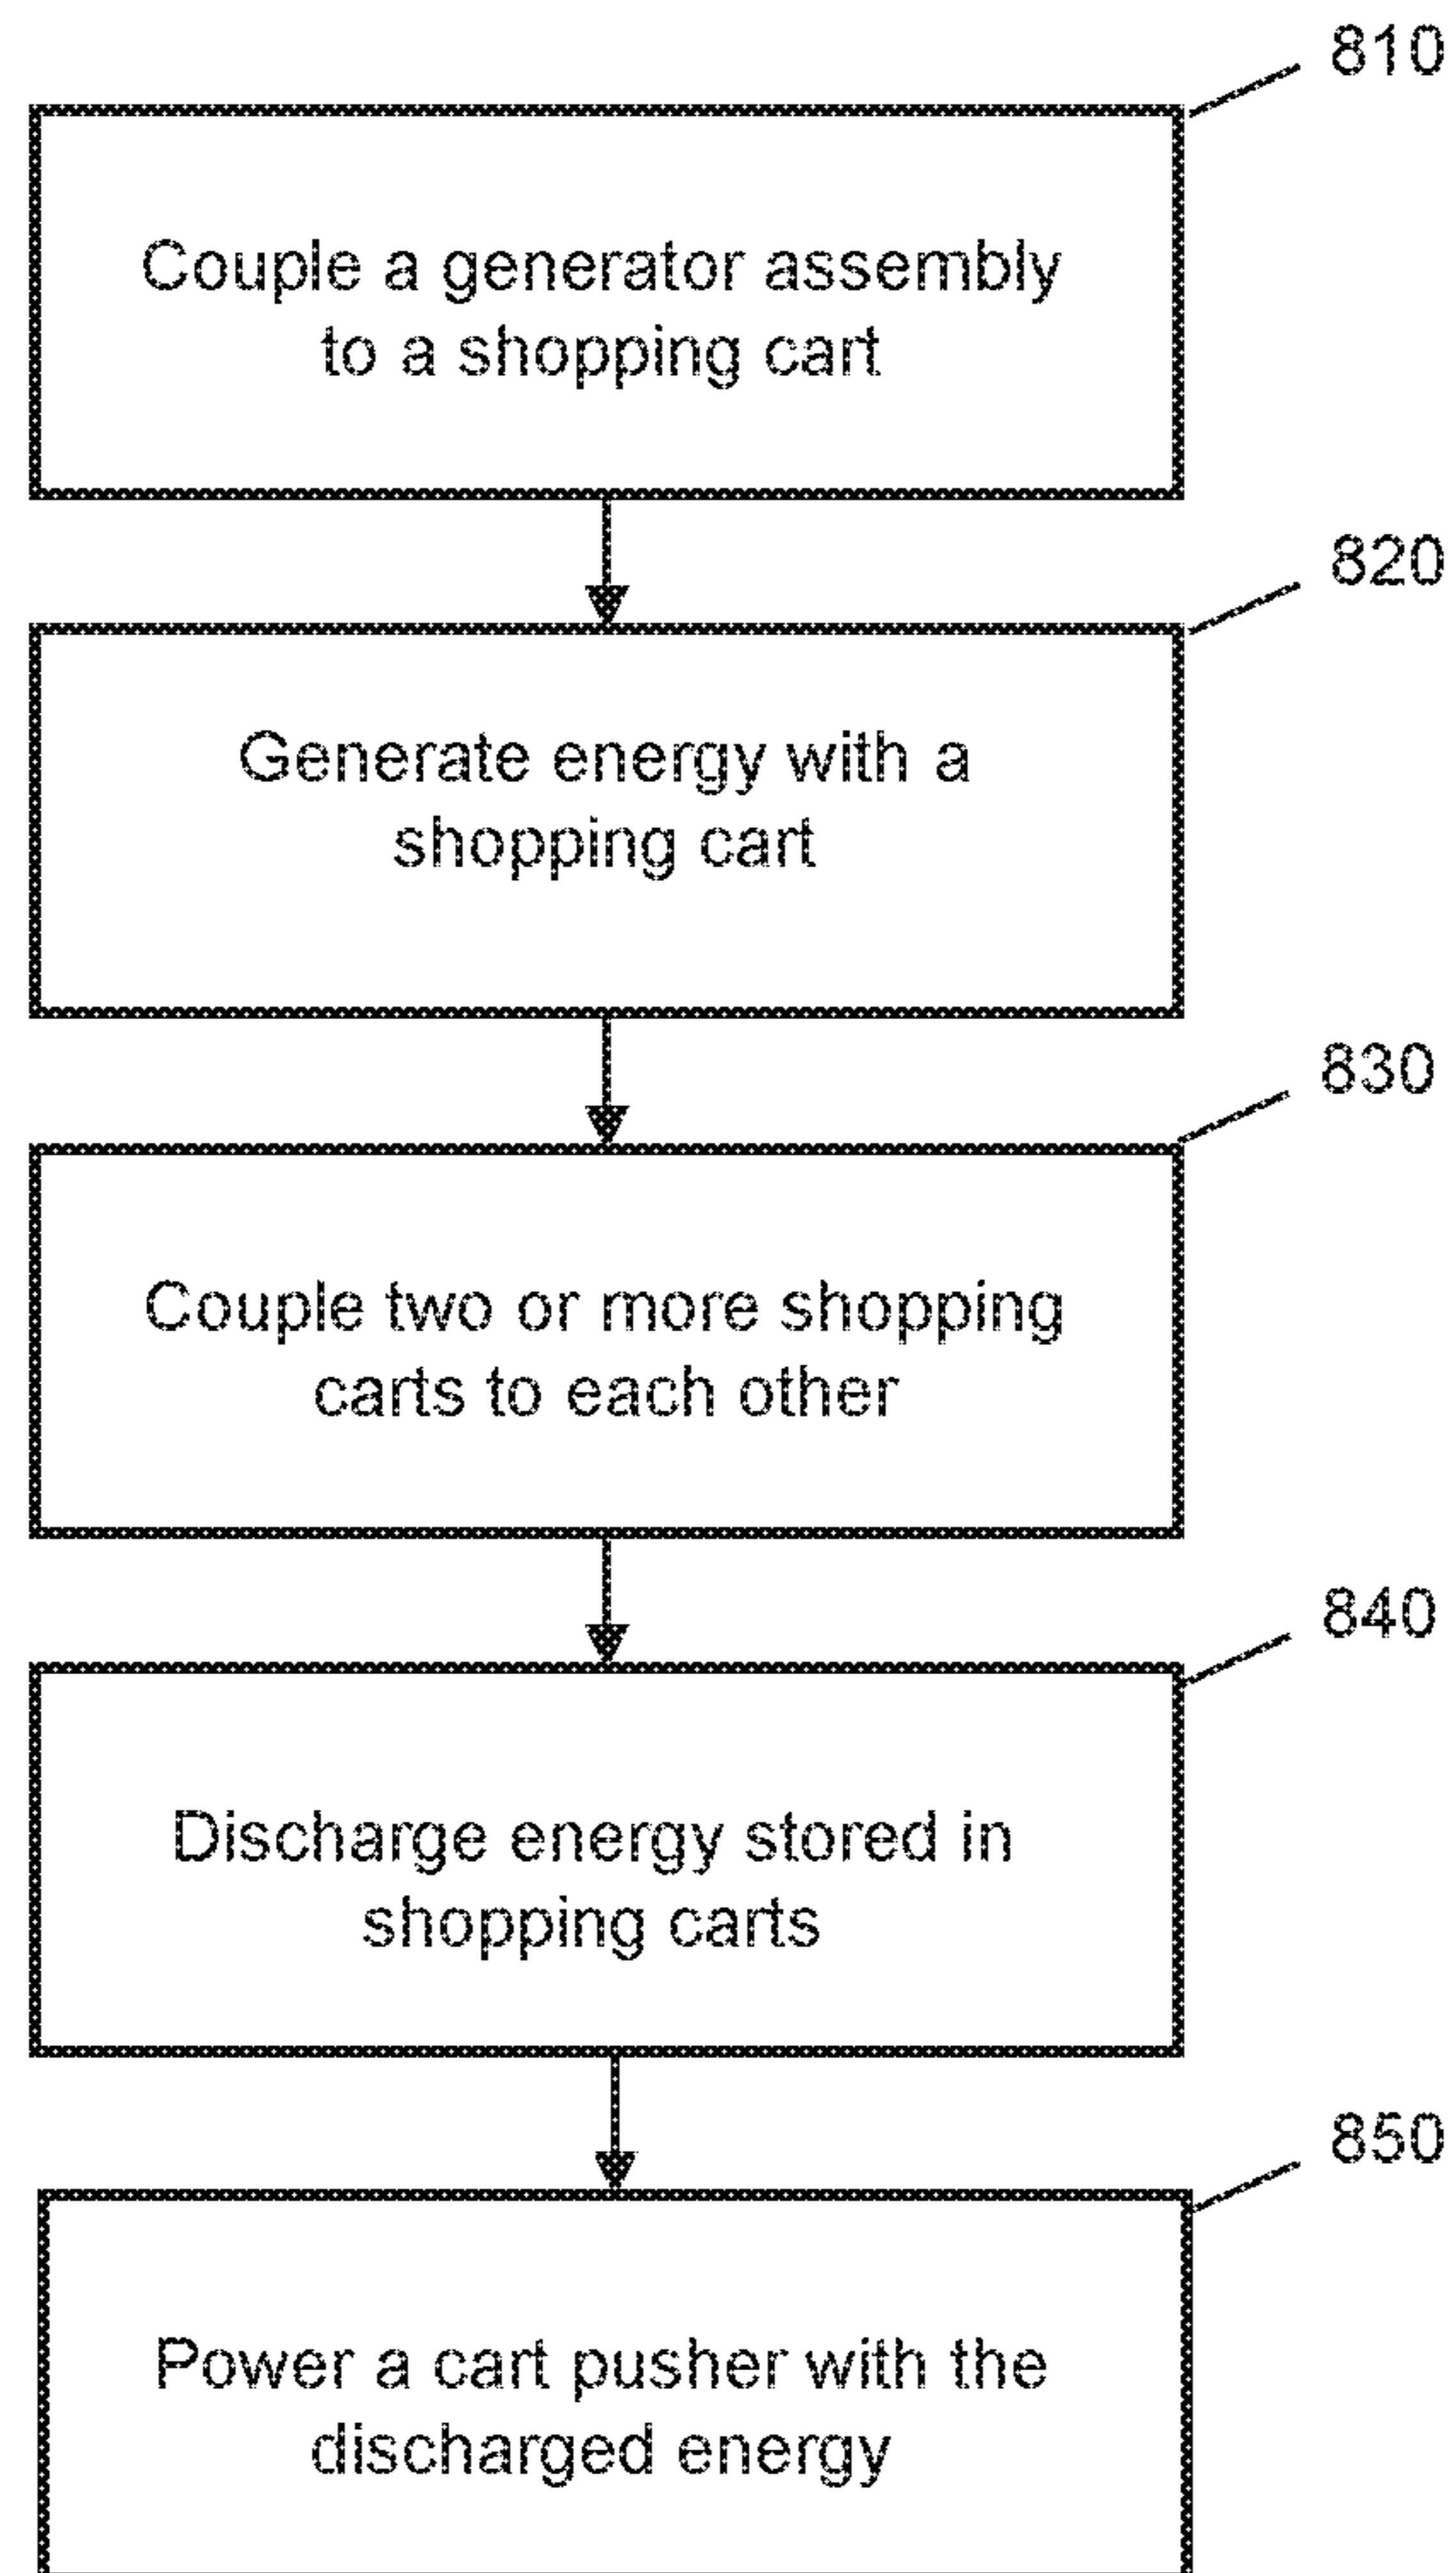 810
Couple a generator assembly
to a shopping cart
820
Generate energy with a
shopping cart
830
Couple two or more shopping
carts to each other
840
Discharge energy stored in
shopping carts
850
Power a cart pusher with the
discharged energy